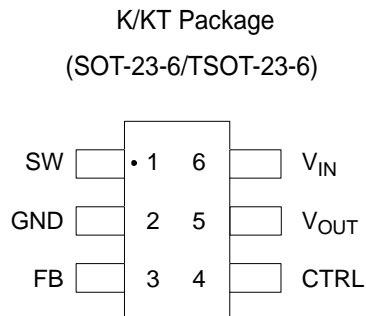 K/KT Package
(SOT-23-6/TSOT-23-6)
SW 1 6 VIN
GND 2 5 VOUT
FB 3 4 CTRL